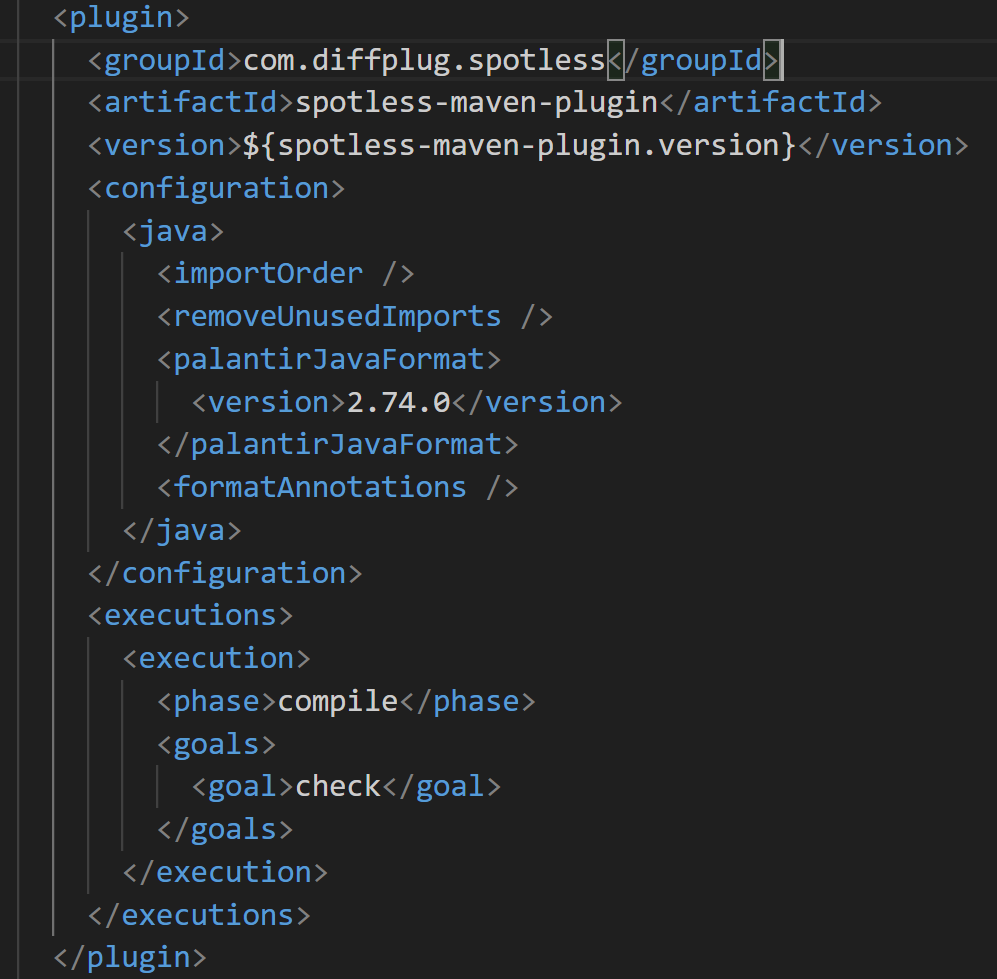 <plugin>
<groupId>com.diffplug.spotless</groupId>
<artifactId>spotless-maven-plugin</artifactId>
<version>${spotless-maven-plugin.version}</version>
<configuration>
<java>
<importOrder />
<removeUnusedImports />
<palantirJavaFormat>
<version>2.74.0</version>
</palantirJavaFormat>
<formatAnnotations />
</java>
</configuration>
<executions>
<execution>
<phase>compile</phase>
<goals>
<goal>check</goal>
</goals>
</execution>
</executions>
</plugin>